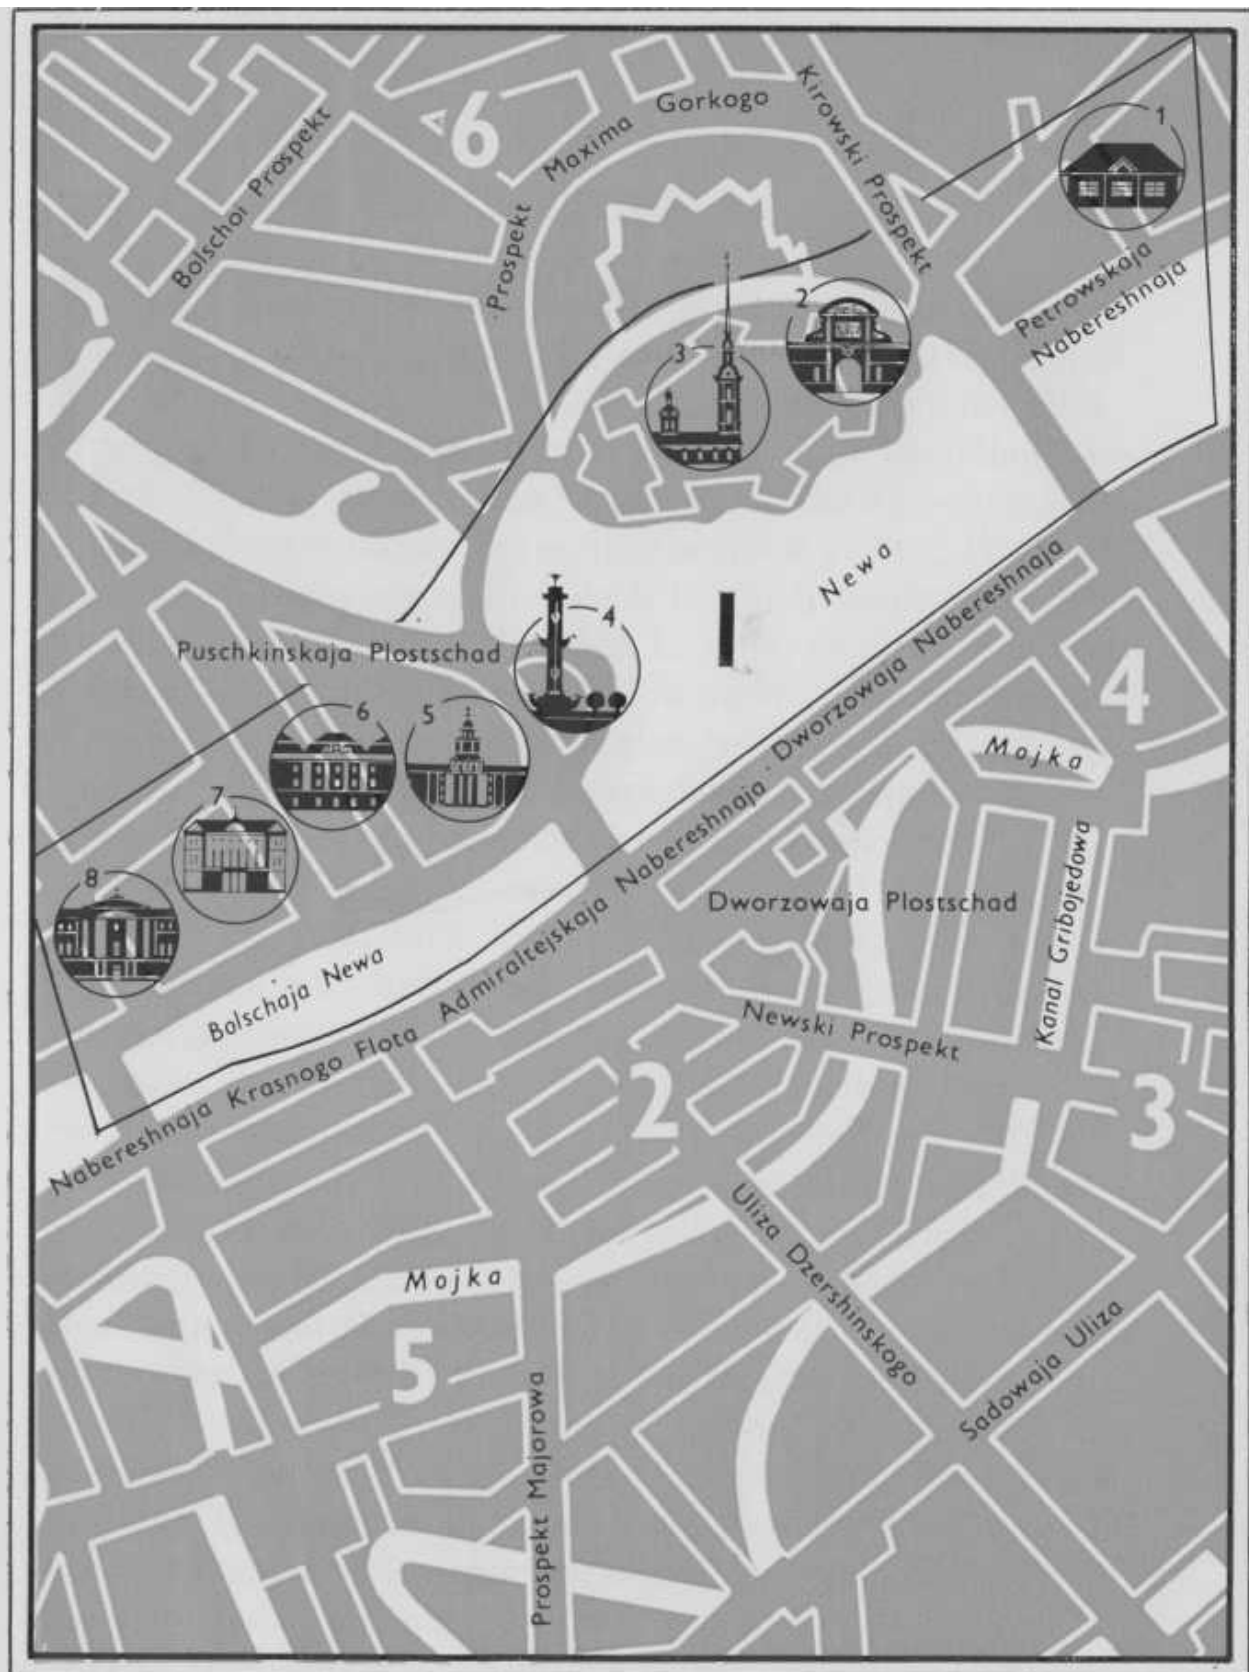 6
Gorkogo
Maxima
Prospekt
Kirowski Prospekt
Bolschoi Prospekt
1
2
3
Petrowskaja
Nabereshnaja
Newa
4
Puschkinskaja Plostschad
Dworzowaja Nabereshnaja
4
1
5
6
7
8
Mojka
Kanal Gribojedowa
Dworzowaja Plostschad
Bolschaja Newa
Admiraltejskaja Nabereshnaja
Nabereshnaja Krasnogo Flota
Newski Prospekt
2
3
Uliza Dzershinskogo
Mojka
5
Sadowaja Uliza
Prospekt Majorowa